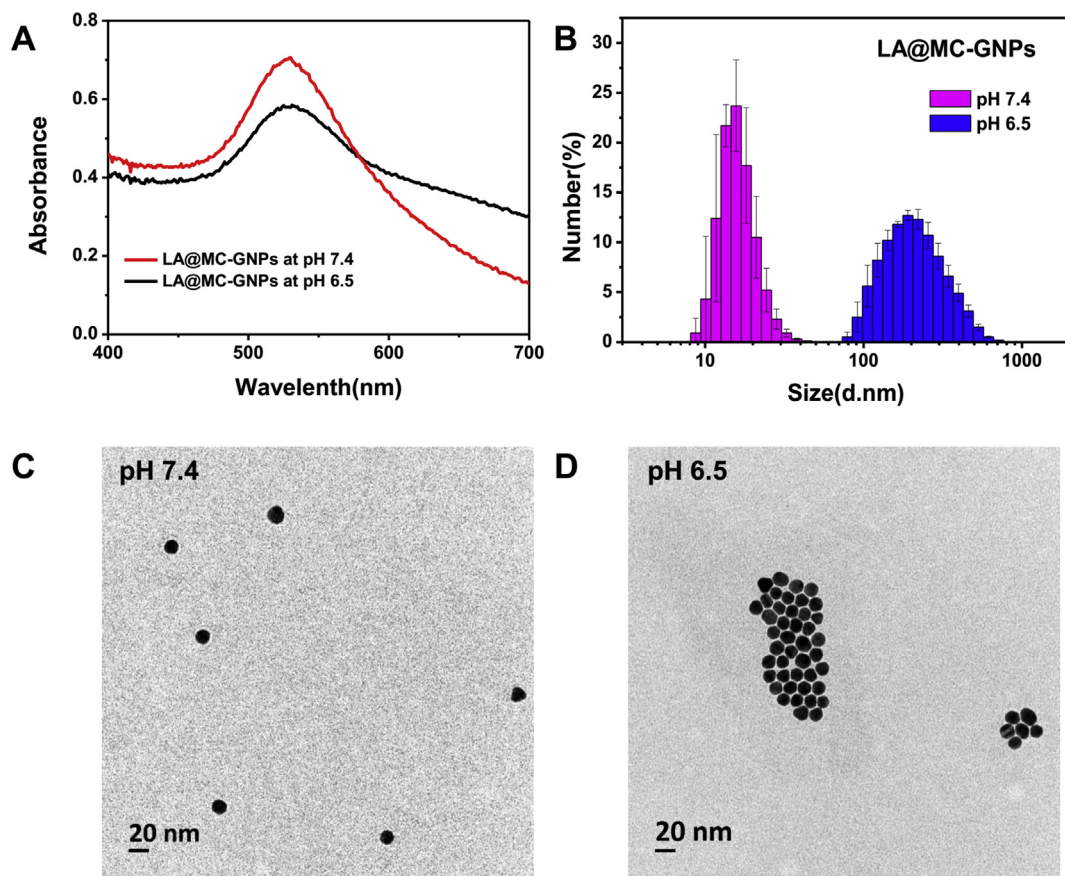 A
Absorbance
0.8
0.6
0.4
0.2
0.0
LA@MC-GNPs at pH 7.4
LA@MC-GNPs at pH 6.5
400
500
600
700
Wavelenth(nm)
B
Number(%)
30
25
20
15
10
5
0
LA@MC-GNPs
pH 7.4
pH 6.5
10
100
1000
Size(d.nm)
C
pH 7.4
20 nm
D
pH 6.5
20 nm